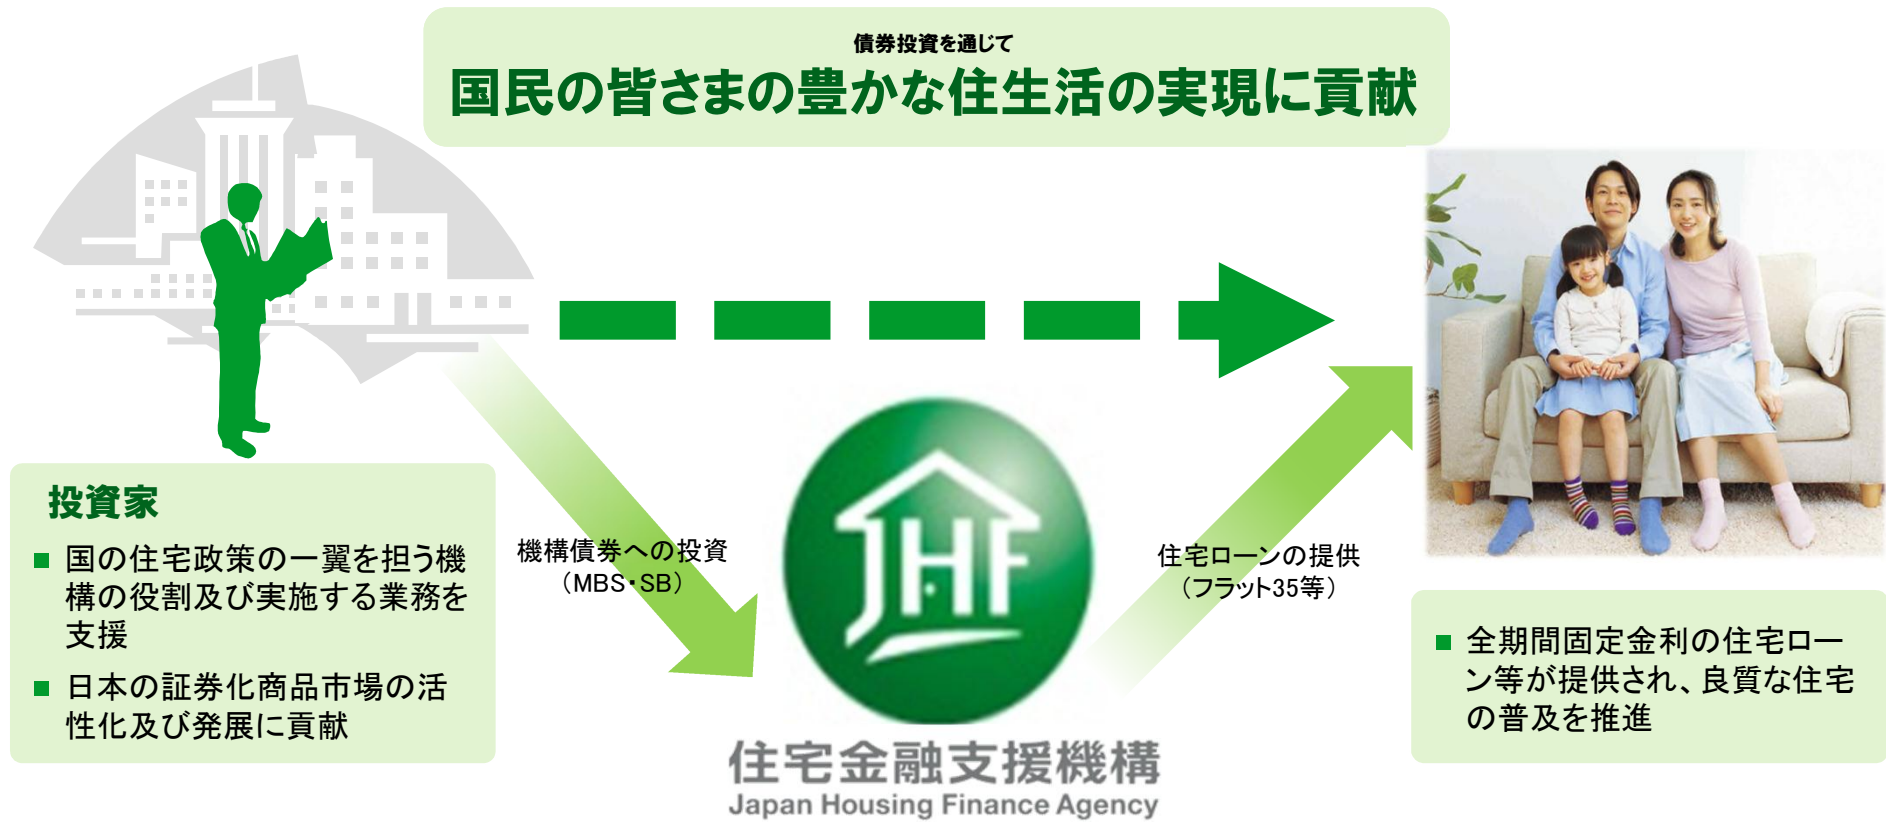 債券投資を通じて
国民の皆さまの豊かな住生活の実現に貢献
投資家
■ 国の住宅政策の一翼を担う機
構の役割及び実施する業務を
支援
■ 日本の証券化商品市場の活
性化及び発展に貢献
機構債券への投資
（MBS・SB）
JHF
住宅金融支援機構
Japan Housing Finance Agency
住宅ローンの提供
（フラット35等）
■ 全期間固定金利の住宅ロー
ン等が提供され、良質な住宅
の普及を推進